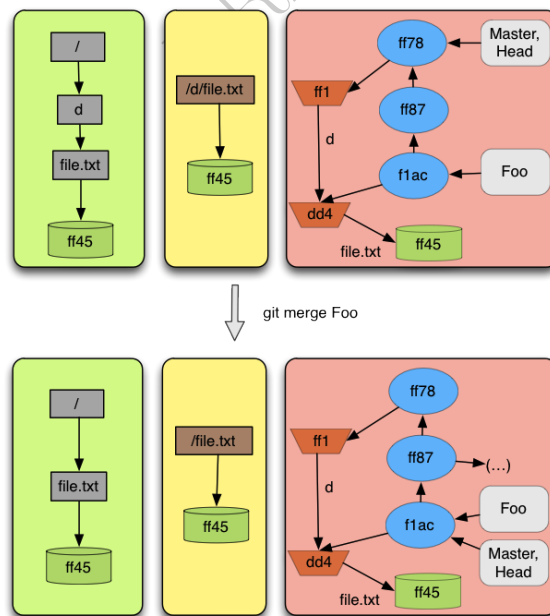 /
d
file.txt
ff45
/d/file.txt
ff45
ff78
Master,
Head
ff1
ff87
d
f1ac
Foo
dd4
file.txt
ff45
git merge Foo
/
file.txt
ff45
/file.txt
ff45
ff78
ff1
ff87
(...)
d
Foo
f1ac
Master,
Head
dd4
file.txt
ff45